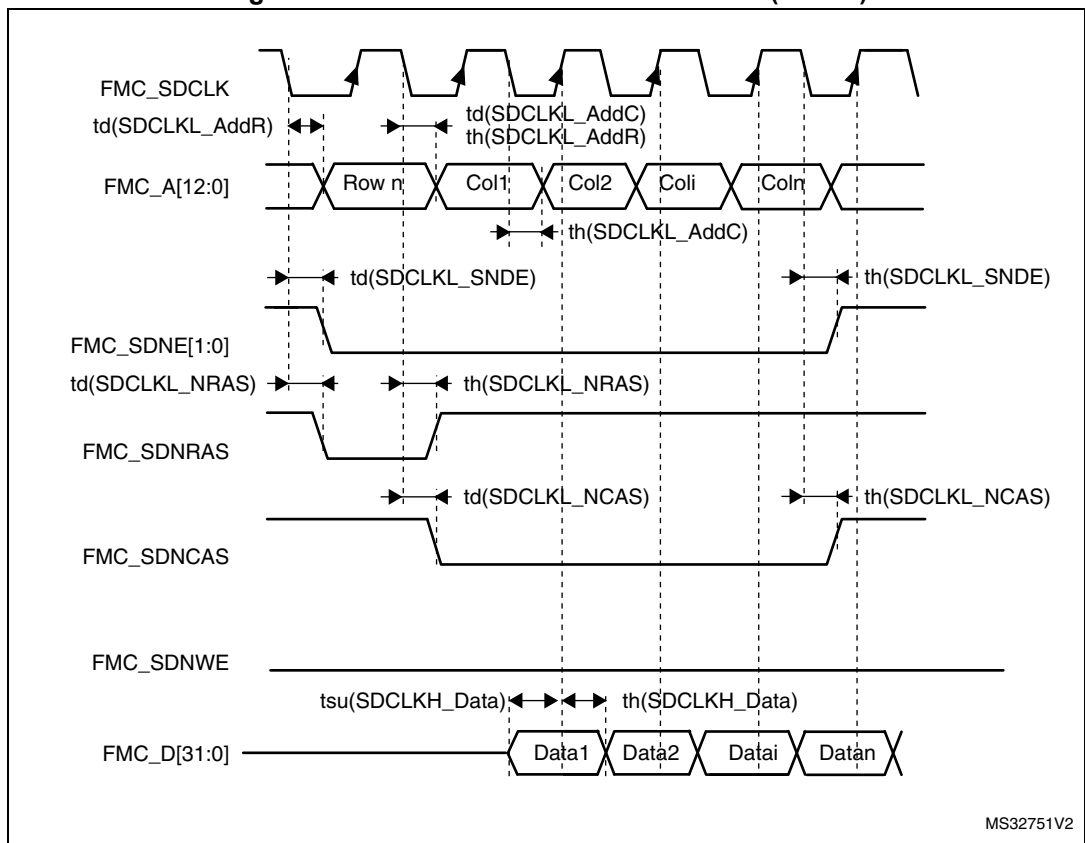 FMC_SDCLK
td(SDCLKL_AddR)
td(SDCLKL_AddC)
th(SDCLKL_AddR)
FMC_A[12:0]
Row n
Col1
Col2
Coli
Coln
th(SDCLKL_AddC)
td(SDCLKL_SNDE)
th(SDCLKL_SNDE)
FMC_SDNE[1:0]
td(SDCLKL_NRAS)
th(SDCLKL_NRAS)
FMC_SDNRAS
td(SDCLKL_NCAS)
th(SDCLKL_NCAS)
FMC_SDNCAS
FMC_SDNWE
tsu(SDCLKH_Data)
th(SDCLKH_Data)
FMC_D[31:0]
Data1
Data2
Datai
Datan
MS32751V2